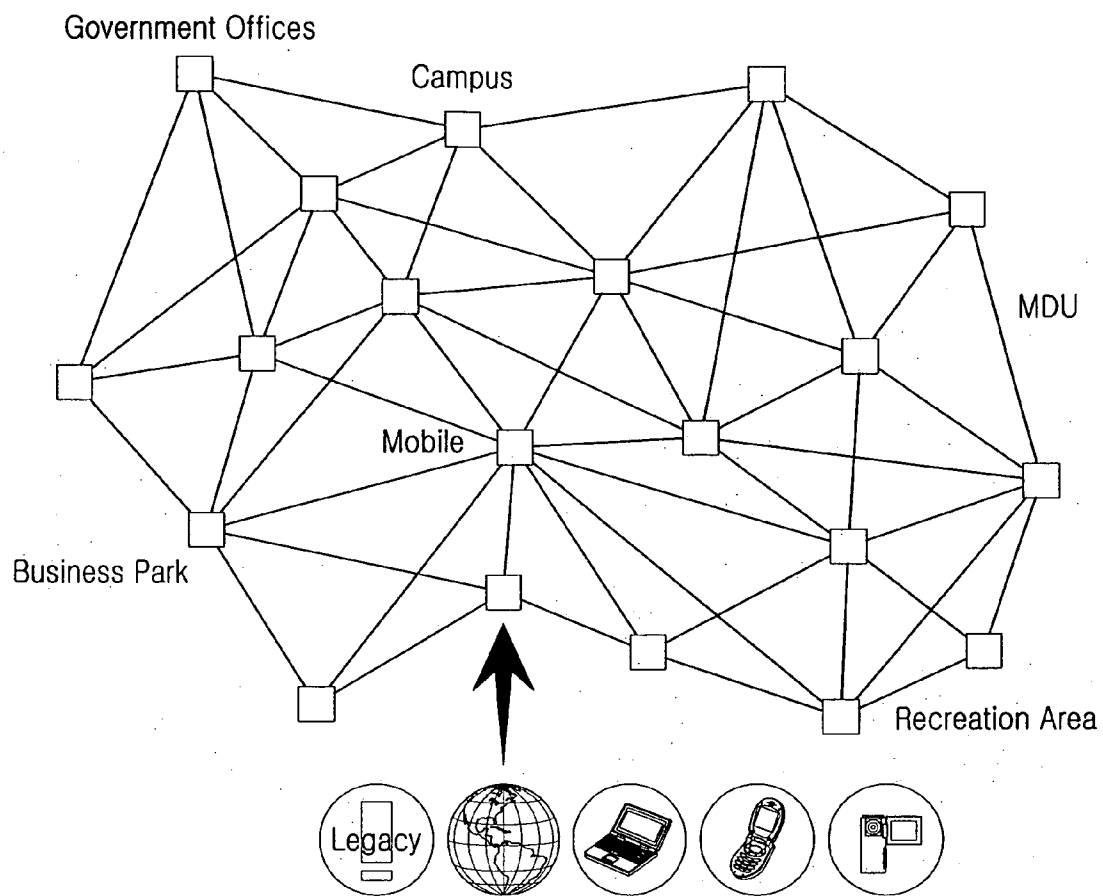 Government Offices
Campus
MDU
Mobile
Business Park
Recreation Area
Legacy